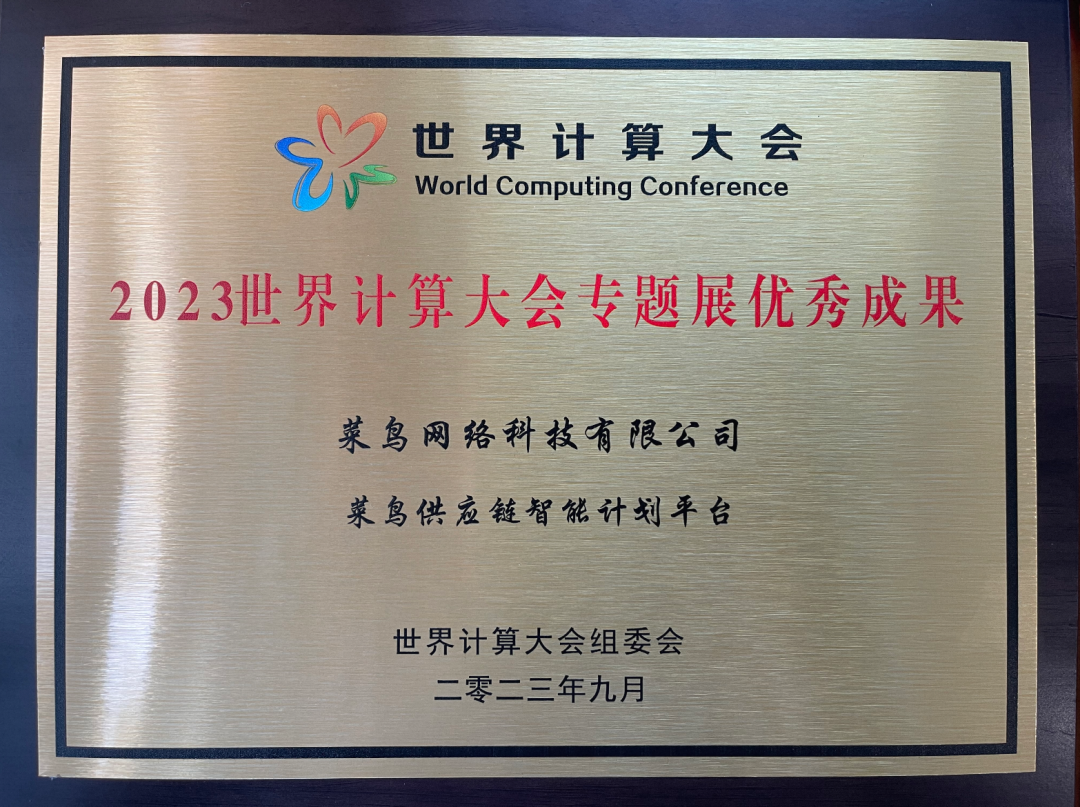 世界计算大会
World Computing Conference
2023世界计算大会专题展优秀成果
菜鸟网络科技有限公司
菜鸟供应链智能计划平台
世界计算大会组委会
二零二三年九月